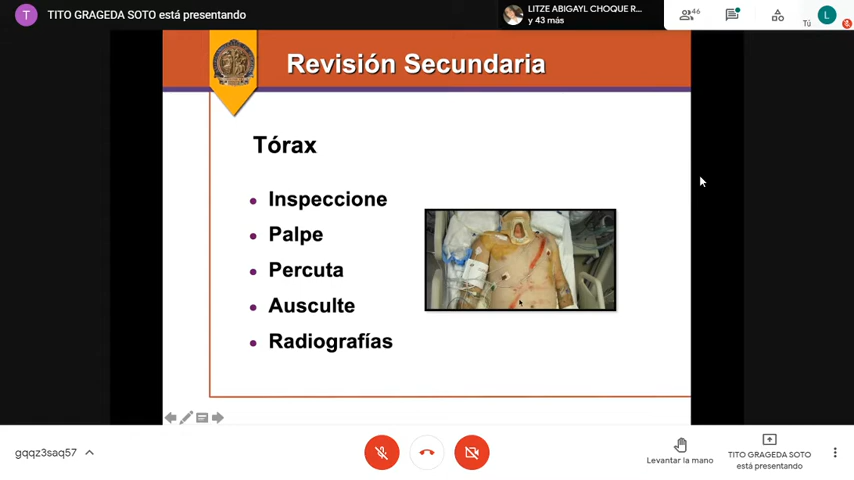 T
TITO GRAGEDA SOTO está presentando
LITZE ABIGAYL CHOQUE R...
y 43 más
46
Tú
L
Revisión Secundaria
Tórax
• Inspeccione
• Palpe
• Percuta
• Ausculte
• Radiografías
gqqz3saq57
Levantar la mano
TITO GRAGEDA SOTO
está presentando